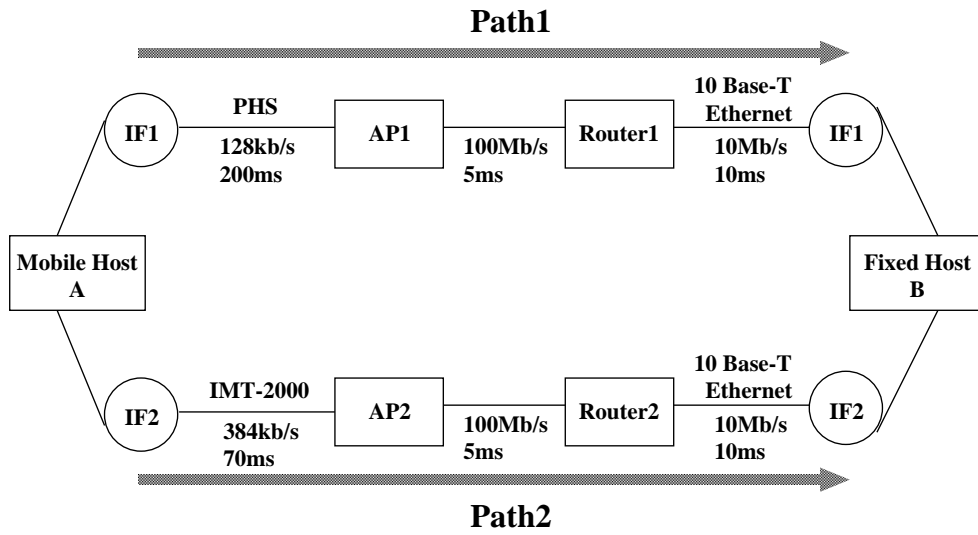 Path1
PHS
10 Base-T
Ethernet
IF1
AP1
Router1
IF1
128kb/s
200ms
100Mb/s
5ms
10Mb/s
10ms
Mobile Host
A
Fixed Host
B
IMT-2000
10 Base-T
Ethernet
IF2
AP2
Router2
IF2
384kb/s
70ms
100Mb/s
5ms
10Mb/s
10ms
Path2